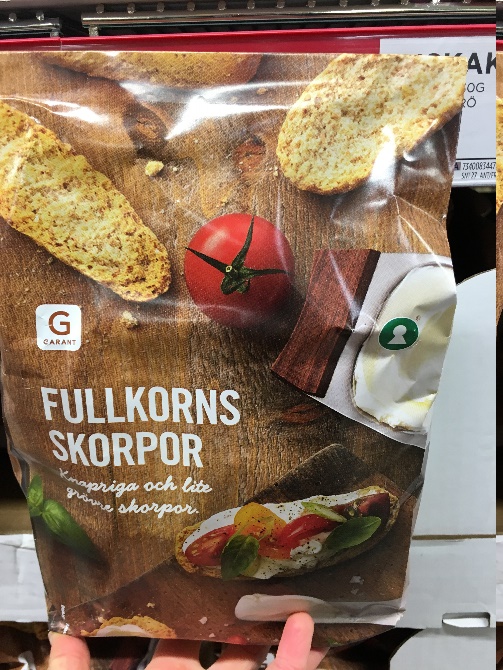 G
GARANT
FULLKORNS
SKORPOR
Knapriga och lite
grövre skorpor.